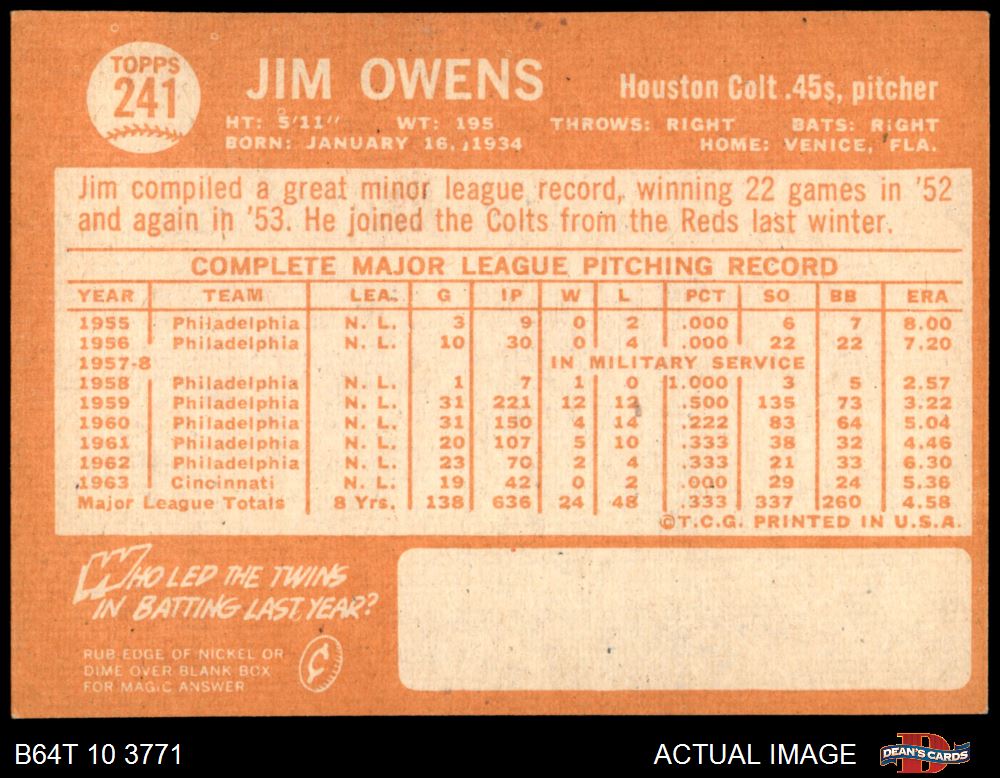 TOPPS
241
JIM OWENS
Houston Colt .45s, pitcher
HT: 5'11" WT: 195 THROWS: RIGHT BATS: RIGHT
BORN: JANUARY 16, 1934 HOME: VENICE, FLA.
Jim compiled a great minor league record, winning 22 games in '52
and again in '53. He joined the Colts from the Reds last winter.
COMPLETE MAJOR LEAGUE PITCHING RECORD
YEAR TEAM LEA. G IP W L PCT SO BB ERA
1955 Philadelphia N. L. 3 9 0 2 .000 6 7 8.00
1956 Philadelphia N. L. 10 30 0 4 .000 22 22 7.20
1957-8 IN MILITARY SERVICE
1958 Philadelphia N. L. 1 7 1 0 1.000 3 5 2.57
1959 Philadelphia N. L. 31 221 12 12 .500 135 73 3.22
1960 Philadelphia N. L. 31 150 4 14 .222 83 64 5.04
1961 Philadelphia N. L. 20 107 5 10 .333 38 32 4.46
1962 Philadelphia N. L. 23 70 2 4 .333 21 33 6.30
1963 Cincinnati N. L. 19 42 0 2 .000 29 24 5.36
Major League Totals 8 Yrs. 138 636 24 48 .333 337 260 4.58
©T.C.G. PRINTED IN U.S.A.
WHO LED THE TWINS
IN BATTING LAST YEAR?
RUB EDGE OF NICKEL OR
DIME OVER BLANK BOX
FOR MAGIC ANSWER
¢
B64T 10 3771 ACTUAL IMAGE
D
DEAN'S CARDS